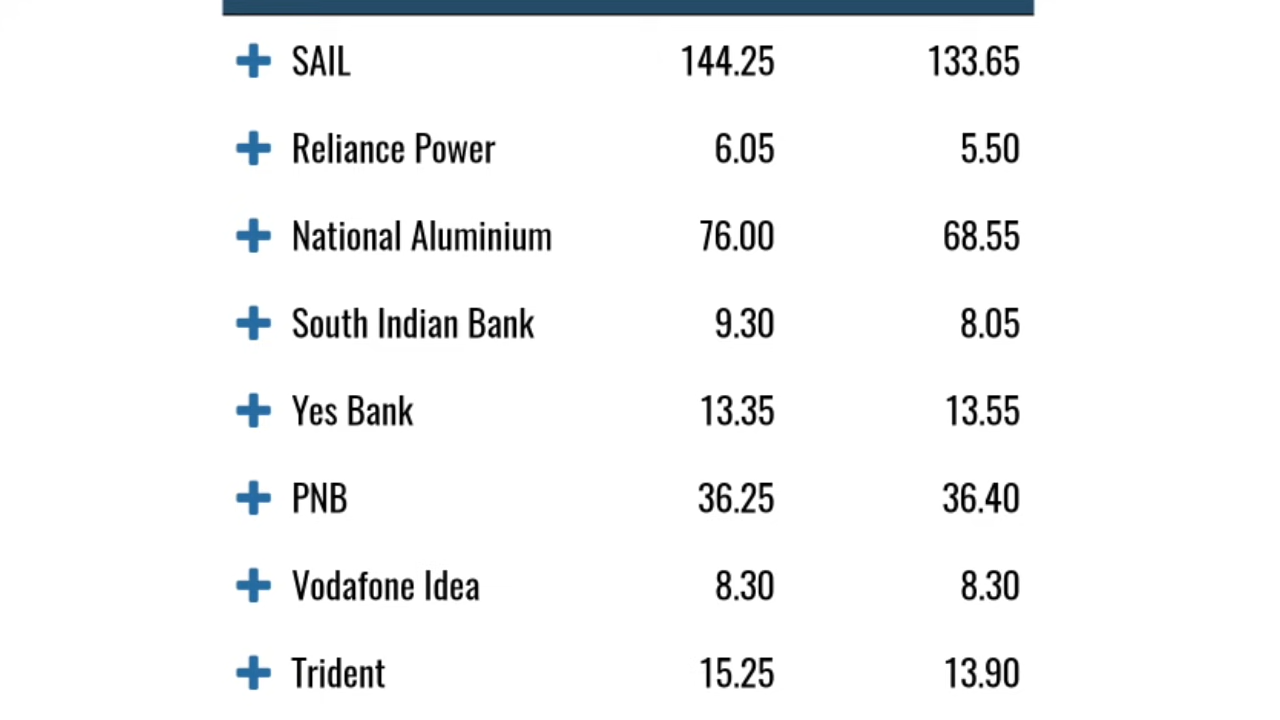 SAIL 144.25 133.65
Reliance Power 6.05 5.50
National Aluminium 76.00 68.55
South Indian Bank 9.30 8.05
Yes Bank 13.35 13.55
PNB 36.25 36.40
Vodafone Idea 8.30 8.30
Trident 15.25 13.90